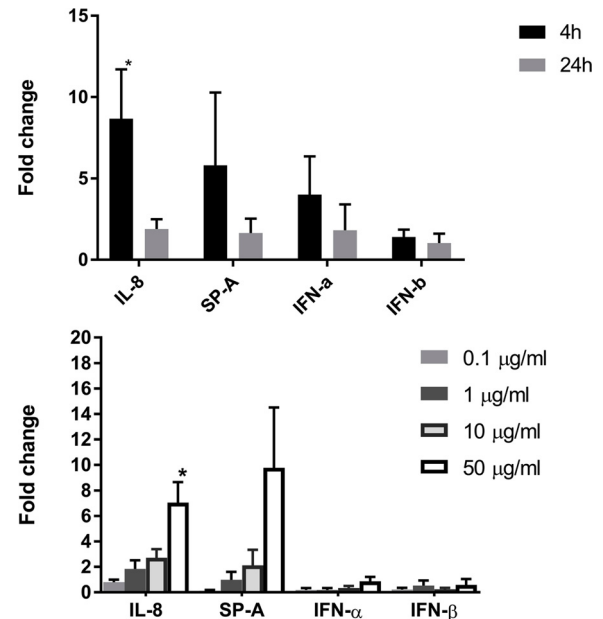 15
10
5
0
Fold change
*
4h
24h
IL-8
SP-A
IFN-a
IFN-b
20
18
16
14
12
10
8
6
4
2
0
Fold change
*
0.1 µg/ml
1 µg/ml
10 µg/ml
50 µg/ml
IL-8
SP-A
IFN-α
IFN-β